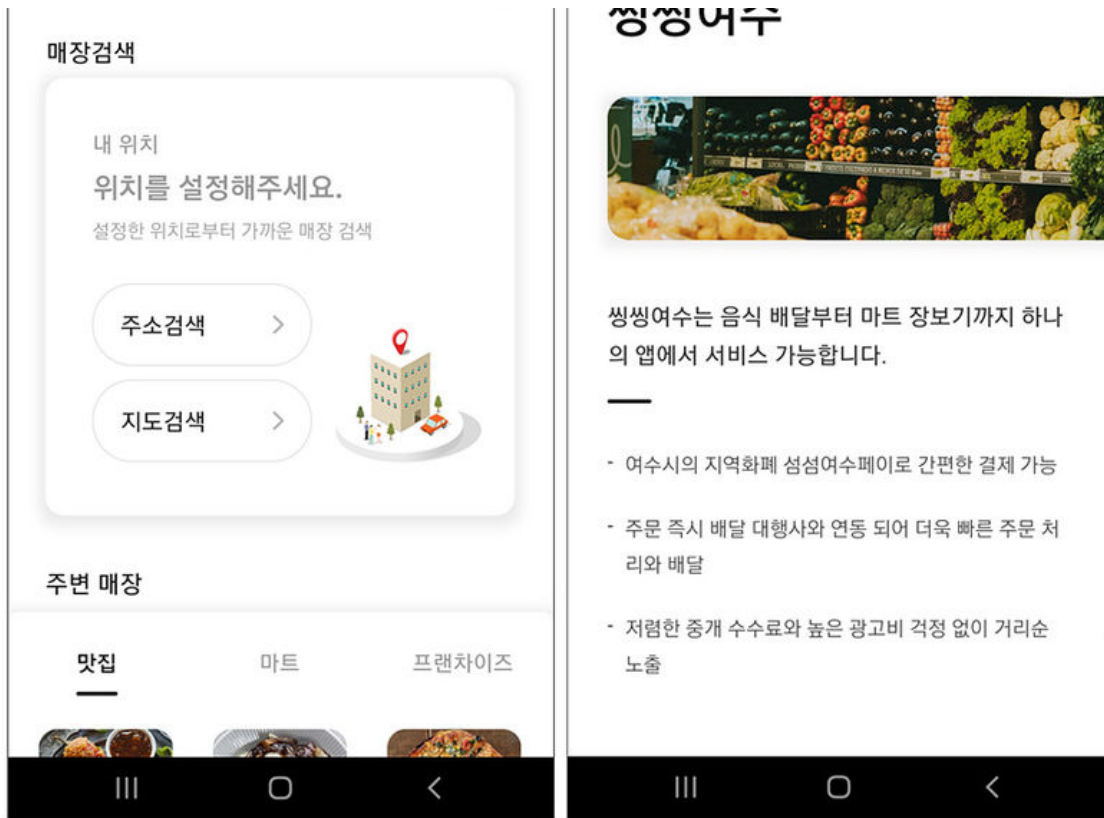 매장검색
내 위치
위치를 설정해주세요.
설정한 위치로부터 가까운 매장 검색
주소검색
지도검색
주변 매장
맛집
마트
프랜차이즈
씽씽여수
씽씽여수는 음식 배달부터 마트 장보기까지 하나
의 앱에서 서비스 가능합니다.
- 여수시의 지역화폐 섬섬여수페이로 간편한 결제 가능
- 주문 즉시 배달 대행사와 연동 되어 더욱 빠른 주문 처
리와 배달
- 저렴한 중개 수수료와 높은 광고비 걱정 없이 거리순
노출